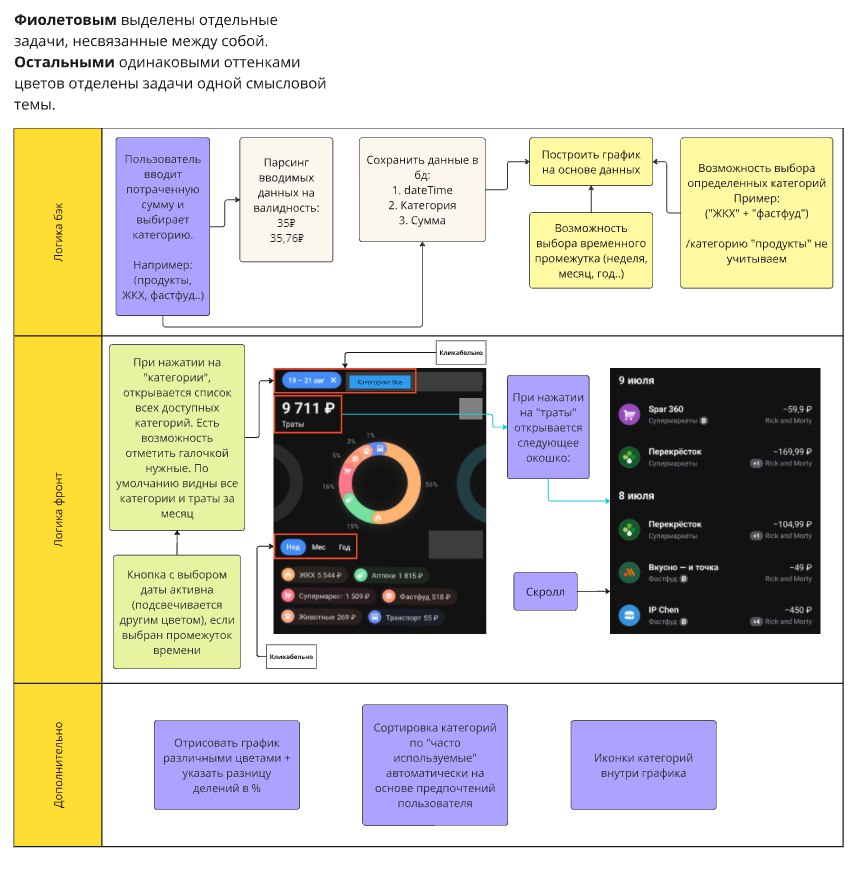 Фиолетовым выделены отдельные
задачи, несвязанные между собой.
Остальными одинаковыми оттенками
цветов отделены задачи одной смысловой
темы.
Логика бэк
Пользователь
вводит
потраченную
сумму и
выбирает
категорию.
Например:
(продукты,
ЖКХ, фастфуд..)
Парсинг
вводимых
данных на
валидность:
35₽
35,76₽
Сохранить данные в
бд:
1. dateTime
2. Категория
3. Сумма
Построить график
на основе данных
Возможность
выбора временного
промежутка (неделя,
месяц, год..)
Возможность выбора
определенных категорий
Пример:
("ЖКХ" + "фастфуд")
/категорию "продукты" не
учитываем
Логика фронт
При нажатии на
"категории",
открывается список
всех доступных
категорий. Есть
возможность
отметить галочкой
нужные. По
умолчанию видны все
категории и траты за
месяц
Кнопка с выбором
даты активна
(подсвечивается
другим цветом), если
выбран промежуток
времени
Кликабельно
19 – 21 авг ✕
Категории: Все
9 711 ₽
Траты
1%
3%
5%
16%
19%
56%
Нед Мес Год
ЖКХ 5 544 ₽ Аптеки 1 815 ₽
Супермаркет 1 509 ₽ Фастфуд 518 ₽
Животные 269 ₽ Транспорт 55 ₽
Кликабельно
При нажатии
на "траты"
открывается
следующее
окошко:
Скролл
9 июля
Spar 360 −59,9 ₽
Супермаркеты Rick and Morty
Перекрёсток −169,99 ₽
Супермаркеты +1 Rick and Morty
8 июля
Перекрёсток −104,99 ₽
Супермаркеты +1 Rick and Morty
Вкусно — и точка −49 ₽
Фастфуд Rick and Morty
IP Chen −450 ₽
Фастфуд +4 Rick and Morty
Дополнительно
Отрисовать график
различными цветами +
указать разницу
делений в %
Сортировка категорий
по "часто
используемые"
автоматически на
основе предпочтений
пользователя
Иконки категорий
внутри графика